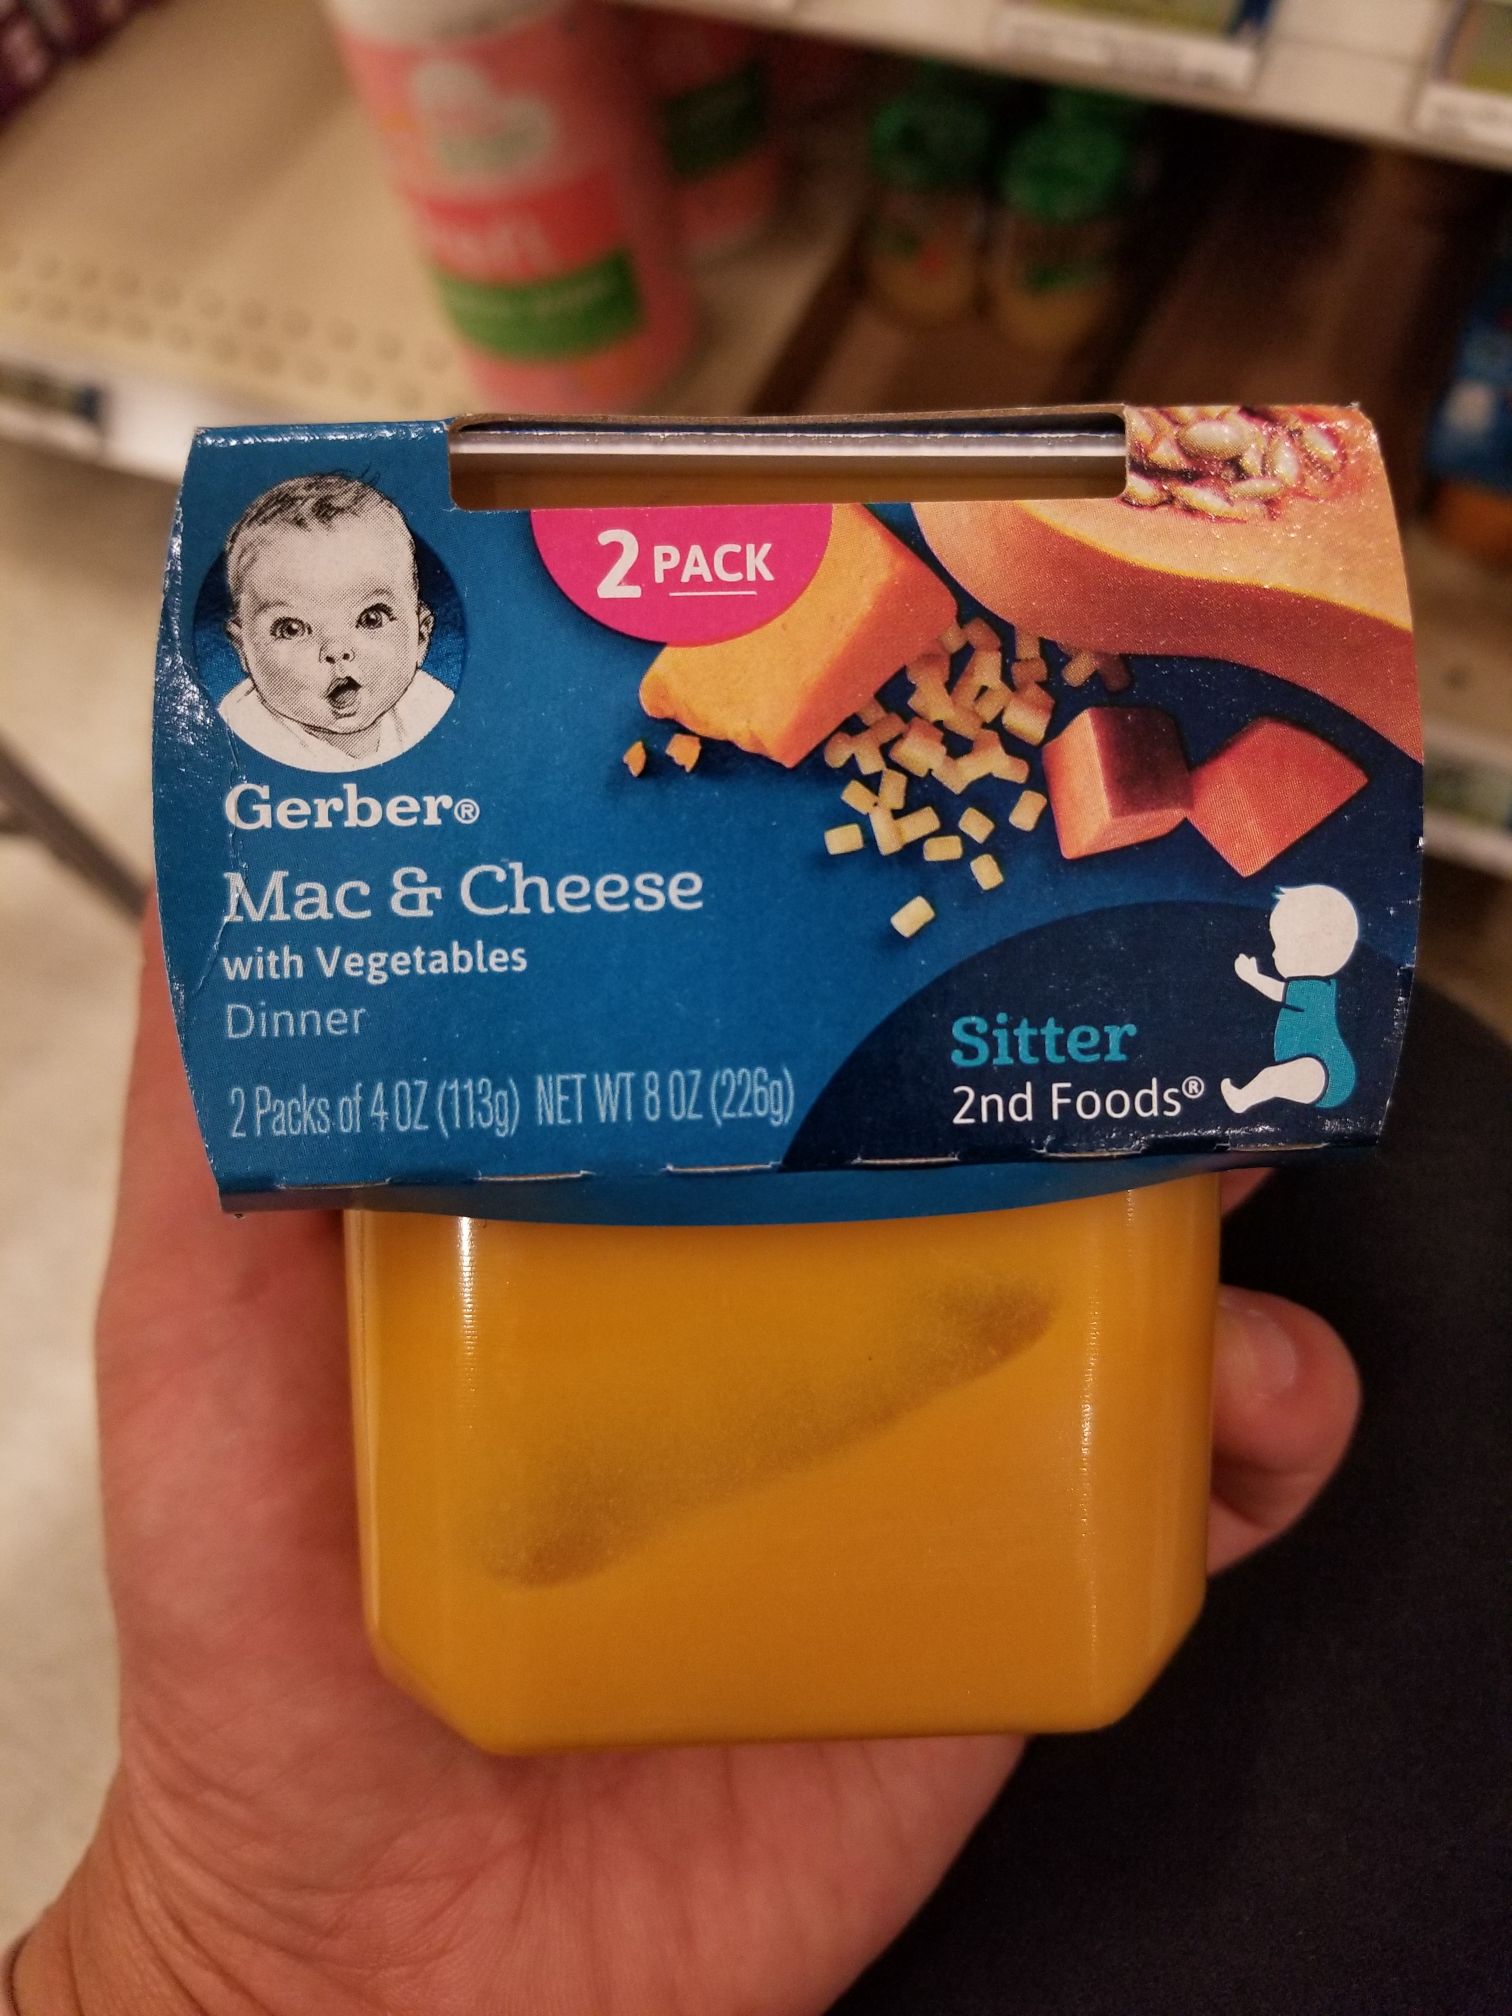 2 PACK
Gerber®
Mac & Cheese
with Vegetables
Dinner
2 Packs of 4 OZ (113g) NET WT 8 OZ (226g)
Sitter
2nd Foods®